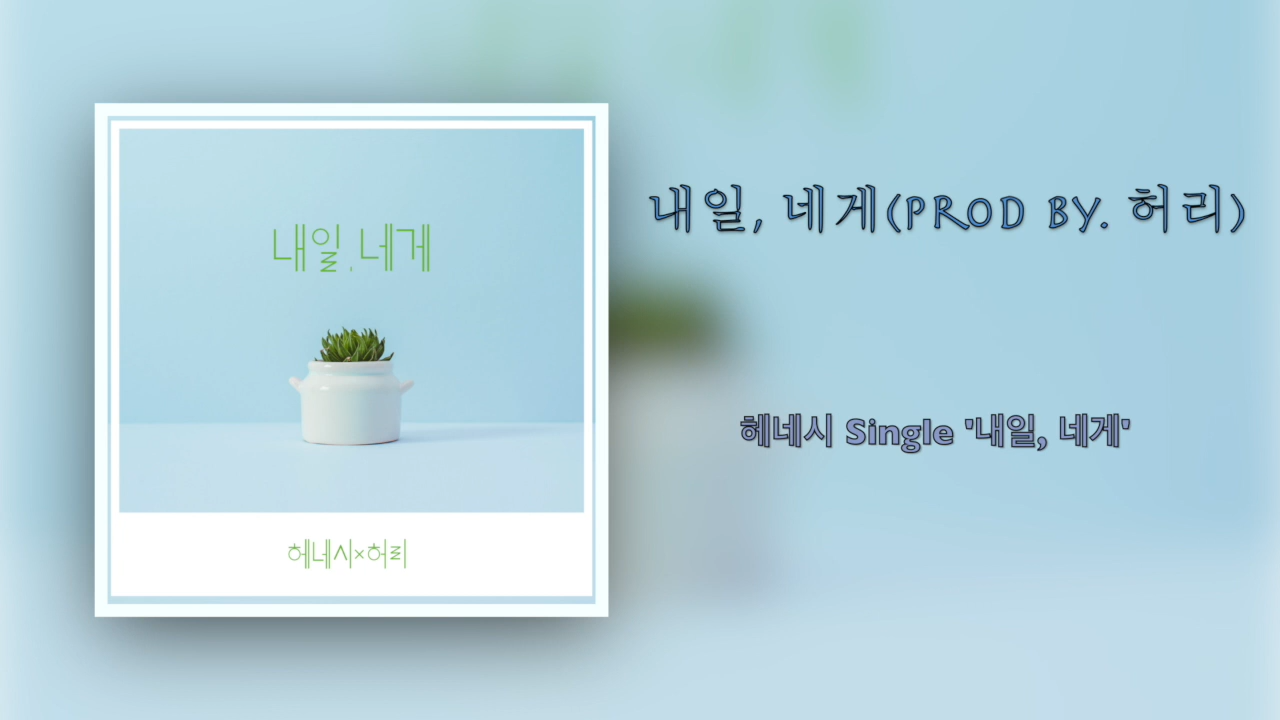 내일, 네게
헤네시×허리
내일, 네게(PROD BY. 허리)
헤네시 Single '내일, 네게'